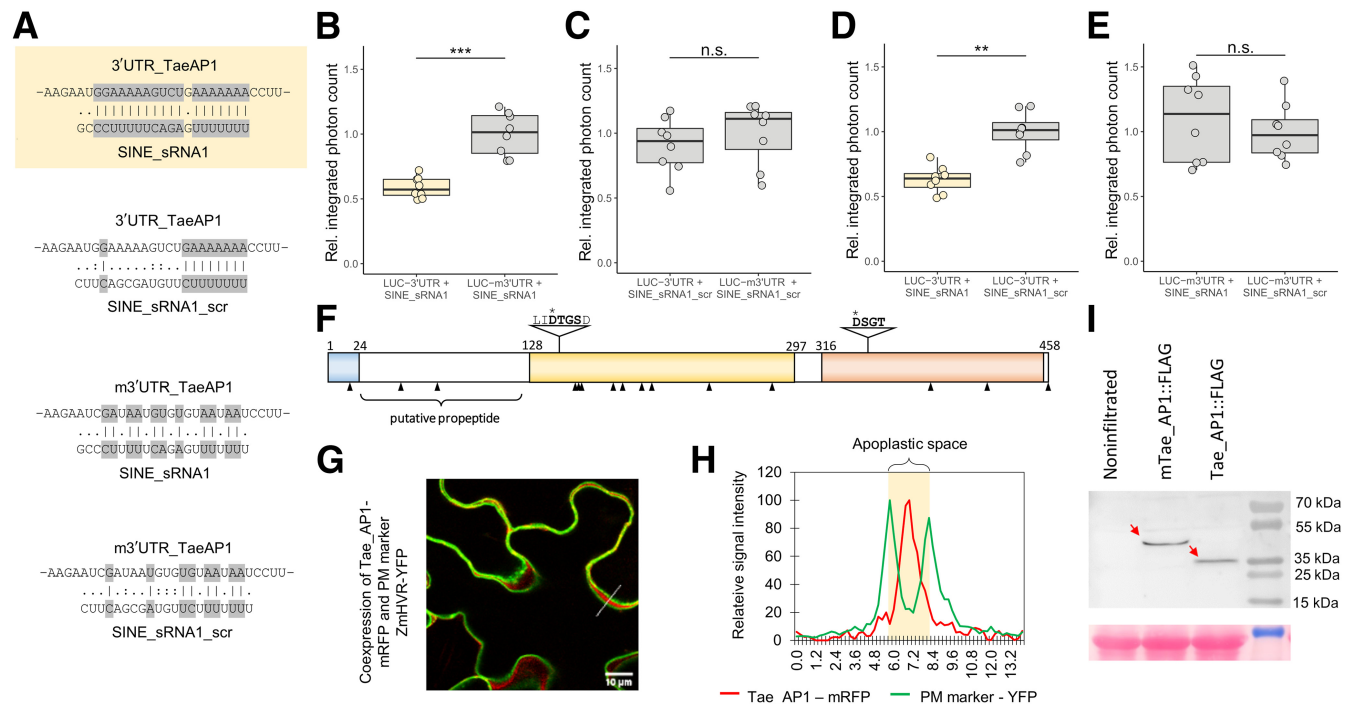 A
3′UTR_TaeAP1
-AAGAAUGGAAAAAGUCUGAAAAAAACCUU-
GCCCUUUUUCAGAGUUUUUUU
SINE_sRNA1
3′UTR_TaeAP1
-AAGAAUGGAAAAAGUCUGAAAAAAACCUU-
CUUCAGCGAUGUUCUUUUUUU
SINE_sRNA1_scr
m3′UTR_TaeAP1
-AAGAAUCGAUAAUGUGUGUAAUAAUCCUU-
GCCCUUUUUCAGAGUUUUUUU
SINE_sRNA1
m3′UTR_TaeAP1
-AAGAAUCGAUAAUGUGUGUAAUAAUCCUU-
CUUCAGCGAUGUUCUUUUUUU
SINE_sRNA1_scr
B
Rel. integrated photon count
***
1.5
1.0
0.5
0.0
LUC-3'UTR + SINE_sRNA1
LUC-m3'UTR + SINE_sRNA1
C
Rel. integrated photon count
n.s.
1.5
1.0
0.5
0.0
LUC-3'UTR + SINE_sRNA1_scr
LUC-m3'UTR + SINE_sRNA1_scr
D
Rel. integrated photon count
**
1.5
1.0
0.5
0.0
LUC-3'UTR + SINE_sRNA1
LUC-3'UTR + SINE_sRNA1_scr
E
Rel. integrated photon count
n.s.
1.5
1.0
0.5
0.0
LUC-m3'UTR + SINE_sRNA1
LUC-m3'UTR + SINE_sRNA1_scr
F
*
LIDTGSD
*
DSGT
1 24 128 297 316 458
putative propeptide
G
Coexpression of Tae_AP1-
mRFP and PM marker
ZmHVR-YFP
10 µm
H
Apoplastic space
Relateive signal intensity
120
100
80
60
40
20
0
0.0 1.2 2.4 3.6 4.8 6.0 7.2 8.4 9.6 10.8 12.0 13.2
Tae_AP1 – mRFP PM marker - YFP
I
Noninfiltrated
mTae_AP1::FLAG
Tae_AP1::FLAG
70 kDa
55 kDa
35 kDa
25 kDa
15 kDa